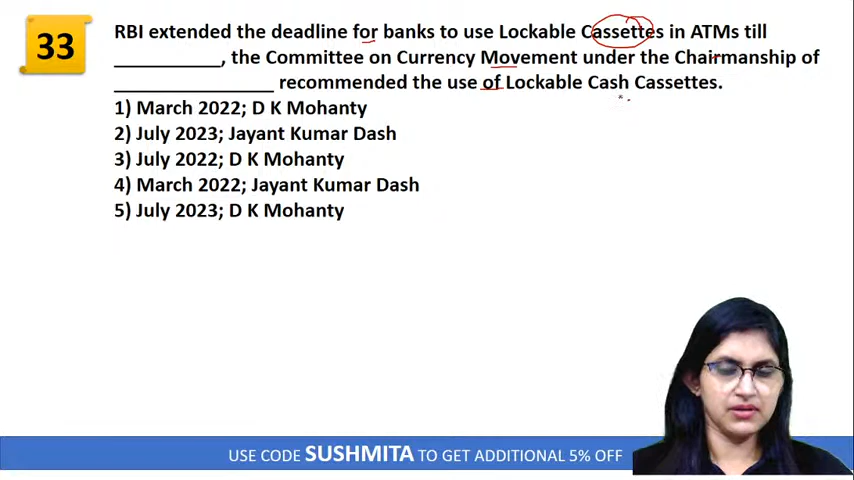 33
RBI extended the deadline for banks to use Lockable Cassettes in ATMs till
__________, the Committee on Currency Movement under the Chairmanship of
_______________ recommended the use of Lockable Cash Cassettes.
1) March 2022; D K Mohanty
2) July 2023; Jayant Kumar Dash
3) July 2022; D K Mohanty
4) March 2022; Jayant Kumar Dash
5) July 2023; D K Mohanty
USE CODE SUSHMITA TO GET ADDITIONAL 5% OFF